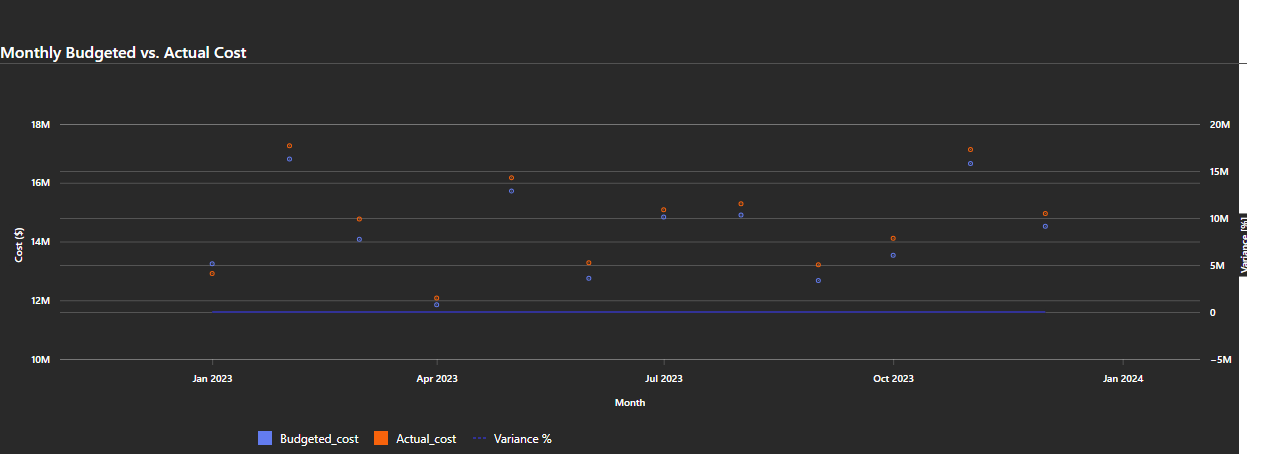 Monthly Budgeted vs. Actual Cost
18M
16M
14M
12M
10M
Cost ($)
20M
15M
10M
5M
0
−5M
Variance (%)
Jan 2023
Apr 2023
Jul 2023
Oct 2023
Jan 2024
Month
Budgeted_cost
Actual_cost
Variance %